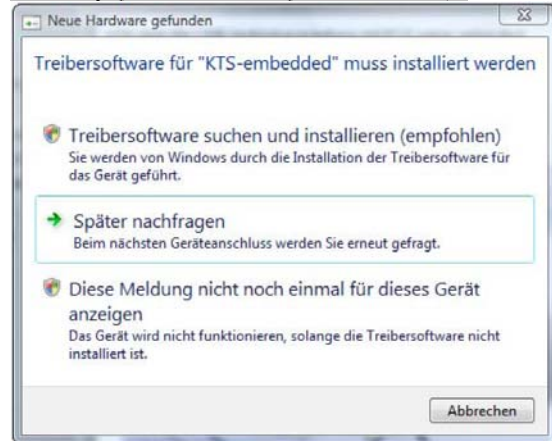 Neue Hardware gefunden
Treibersoftware für "KTS-embedded" muss installiert werden
Treibersoftware suchen und installieren (empfohlen)
Sie werden von Windows durch die Installation der Treibersoftware für
das Gerät geführt.
Später nachfragen
Beim nächsten Geräteanschluss werden Sie erneut gefragt.
Diese Meldung nicht noch einmal für dieses Gerät
anzeigen
Das Gerät wird nicht funktionieren, solange die Treibersoftware nicht
installiert ist.
Abbrechen